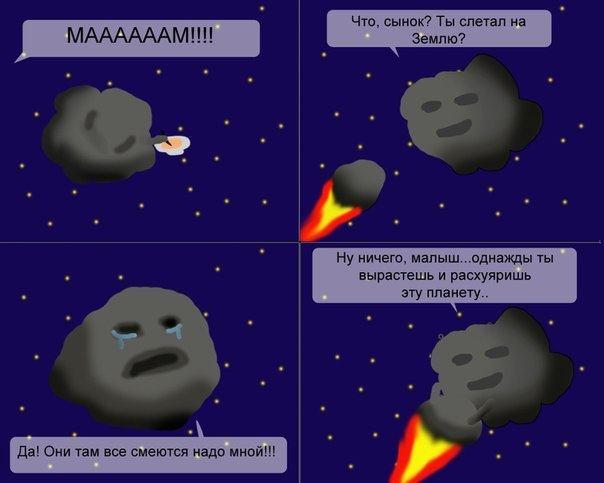 МАААAААМ!!!!
Что, сынок? Ты слетал на
Землю?
Да! Они там все смеются надо мной!!!
Ну ничего, малыш...однажды ты
вырастешь и расхуяришь
эту планету..